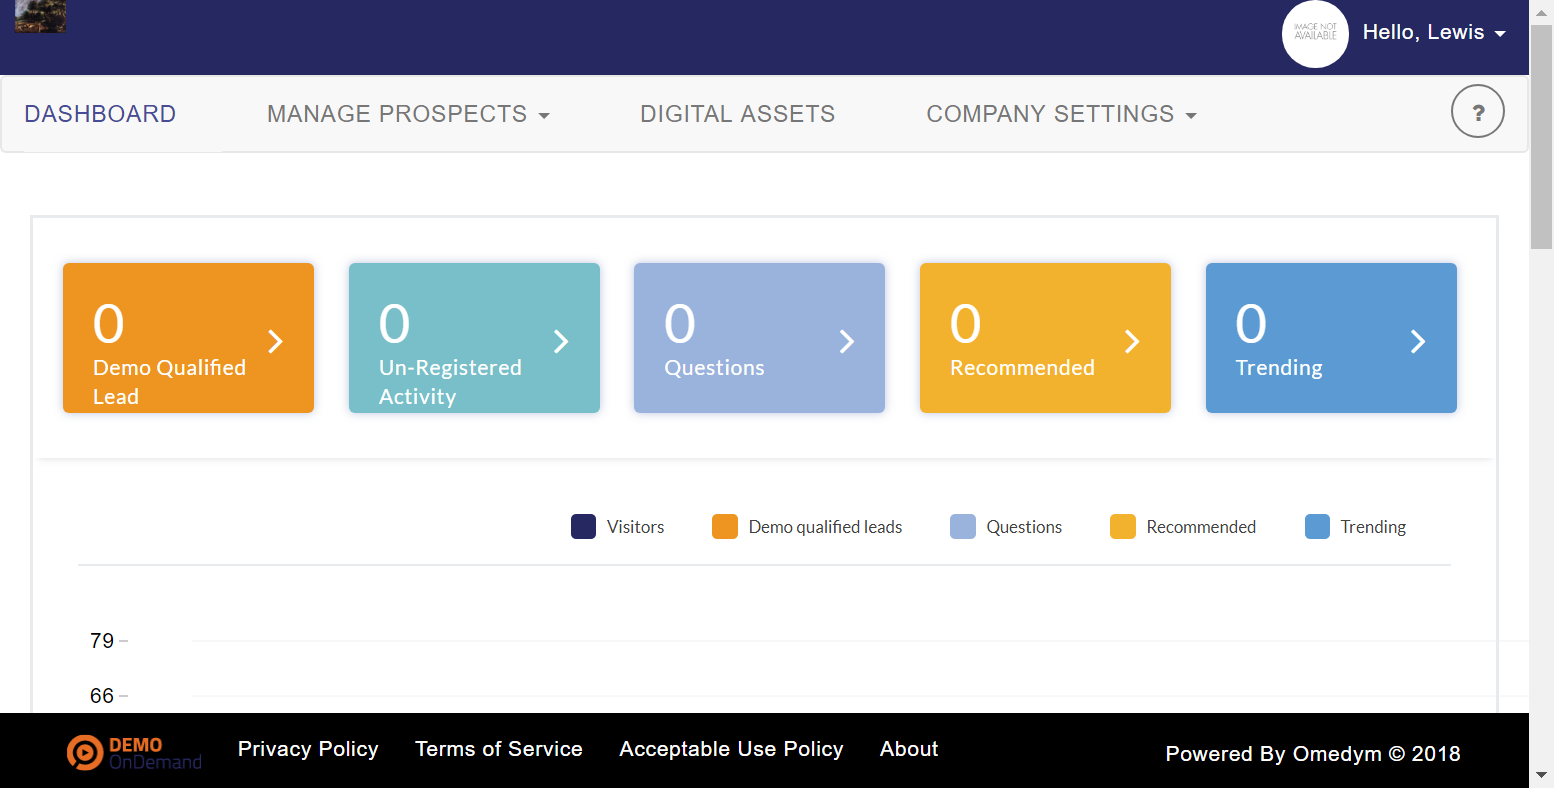 IMAGE NOT
AVAILABLE
Hello, Lewis
DASHBOARD
MANAGE PROSPECTS
DIGITAL ASSETS
COMPANY SETTINGS
?
0
Demo Qualified
Lead
0
Un-Registered
Activity
0
Questions
0
Recommended
0
Trending
Visitors
Demo qualified leads
Questions
Recommended
Trending
79
66
DEMO
OnDemand
Privacy Policy
Terms of Service
Acceptable Use Policy
About
Powered By Omedym © 2018